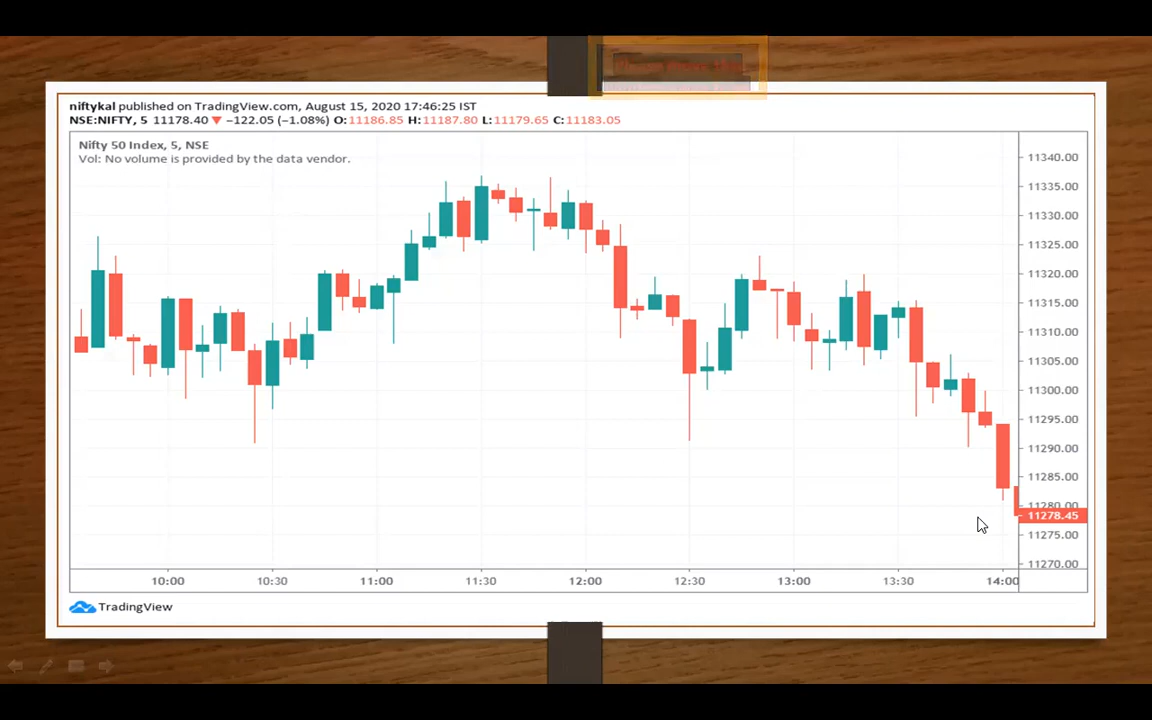 niftykal published on TradingView.com, August 15, 2020 17:46:25 IST
NSE:NIFTY, 5 11178.40 ▼ −122.05 (−1.08%) O:11186.85 H:11187.80 L:11179.65 C:11183.05
Nifty 50 Index, 5, NSE
Vol: No volume is provided by the data vendor.
11340.00
11335.00
11330.00
11325.00
11320.00
11315.00
11310.00
11305.00
11300.00
11295.00
11290.00
11285.00
11280.00
11278.45
11275.00
11270.00
10:00 10:30 11:00 11:30 12:00 12:30 13:00 13:30 14:00
TradingView